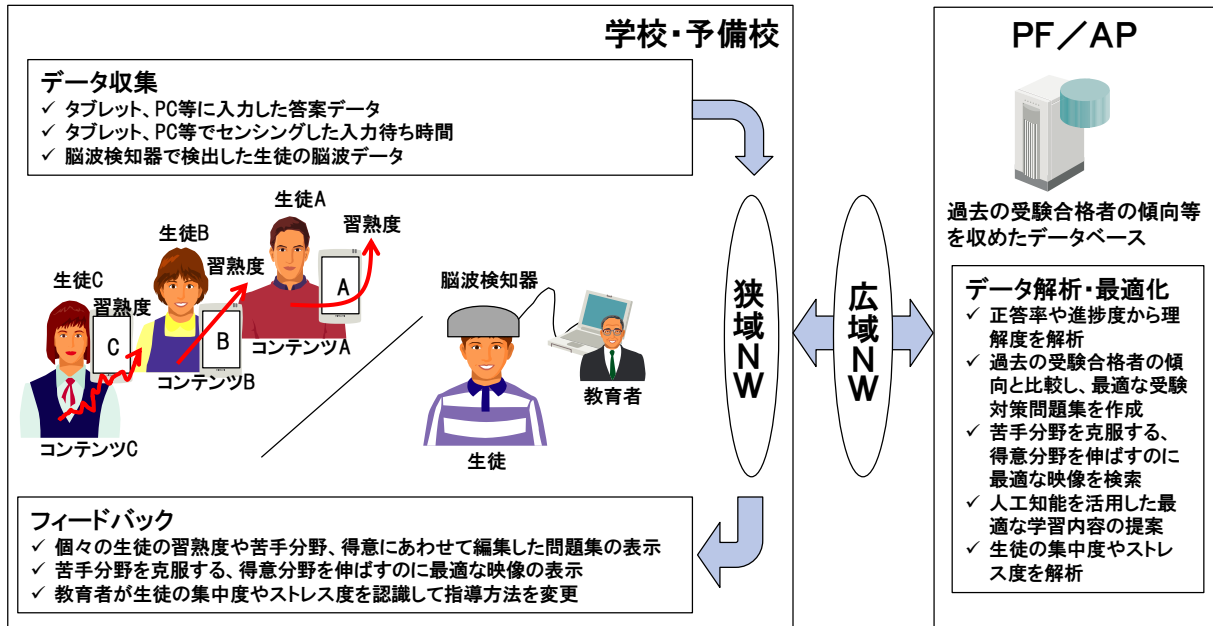 学校・予備校
データ収集
✓ タブレット、PC等に入力した答案データ
✓ タブレット、PC等でセンシングした入力待ち時間
✓ 脳波検知器で検出した生徒の脳波データ
生徒A
習熟度
A
コンテンツA
生徒B
習熟度
B
コンテンツB
生徒C
習熟度
C
コンテンツC
脳波検知器
教育者
生徒
狭域NW
広域NW
フィードバック
✓ 個々の生徒の習熟度や苦手分野、得意にあわせて編集した問題集の表示
✓ 苦手分野を克服する、得意分野を伸ばすのに最適な映像の表示
✓ 教育者が生徒の集中度やストレス度を認識して指導方法を変更
PF/AP
過去の受験合格者の傾向等
を収めたデータベース
データ解析・最適化
✓ 正答率や進捗度から理
解度を解析
✓ 過去の受験合格者の傾
向と比較し、最適な受験
対策問題集を作成
✓ 苦手分野を克服する、
得意分野を伸ばすのに
最適な映像を検索
✓ 人工知能を活用した最
適な学習内容の提案
✓ 生徒の集中度やストレ
ス度を解析